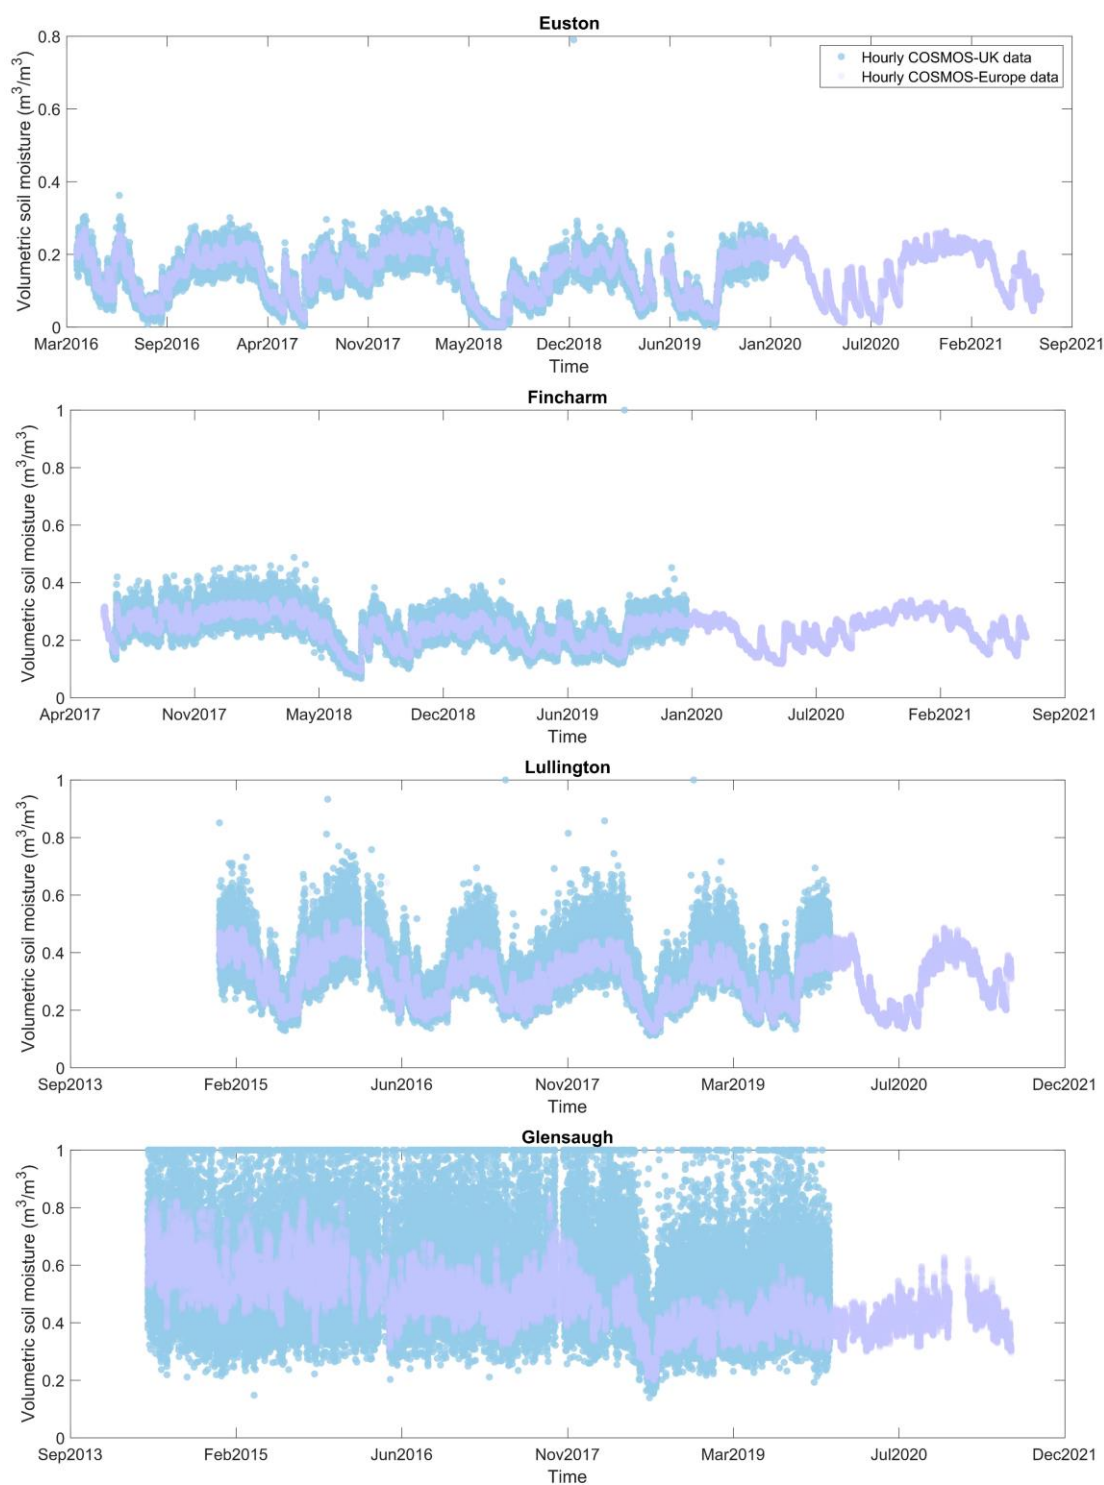 Euston
Volumetric soil moisture (m³/m³)
0.8
0.6
0.4
0.2
0
Hourly COSMOS-UK data
Hourly COSMOS-Europe data
Mar2016 Sep2016 Apr2017 Nov2017 May2018 Dec2018 Jun2019 Jan2020 Jul2020 Feb2021 Sep2021
Time
Fincharm
Volumetric soil moisture (m³/m³)
1
0.8
0.6
0.4
0.2
0
Apr2017 Nov2017 May2018 Dec2018 Jun2019 Jan2020 Jul2020 Feb2021 Sep2021
Time
Lullington
Volumetric soil moisture (m³/m³)
1
0.8
0.6
0.4
0.2
0
Sep2013 Feb2015 Jun2016 Nov2017 Mar2019 Jul2020 Dec2021
Time
Glensaugh
Volumetric soil moisture (m³/m³)
1
0.8
0.6
0.4
0.2
0
Sep2013 Feb2015 Jun2016 Nov2017 Mar2019 Jul2020 Dec2021
Time